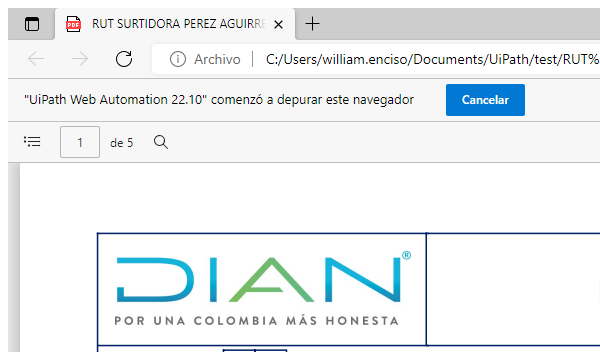 RUT SURTIDORA PEREZ AGUIRRE
Archivo C:/Users/william.enciso/Documents/UiPath/test/RUT%
"UiPath Web Automation 22.10" comenzó a depurar este navegador Cancelar
1 de 5
DIAN®
POR UNA COLOMBIA MÁS HONESTA